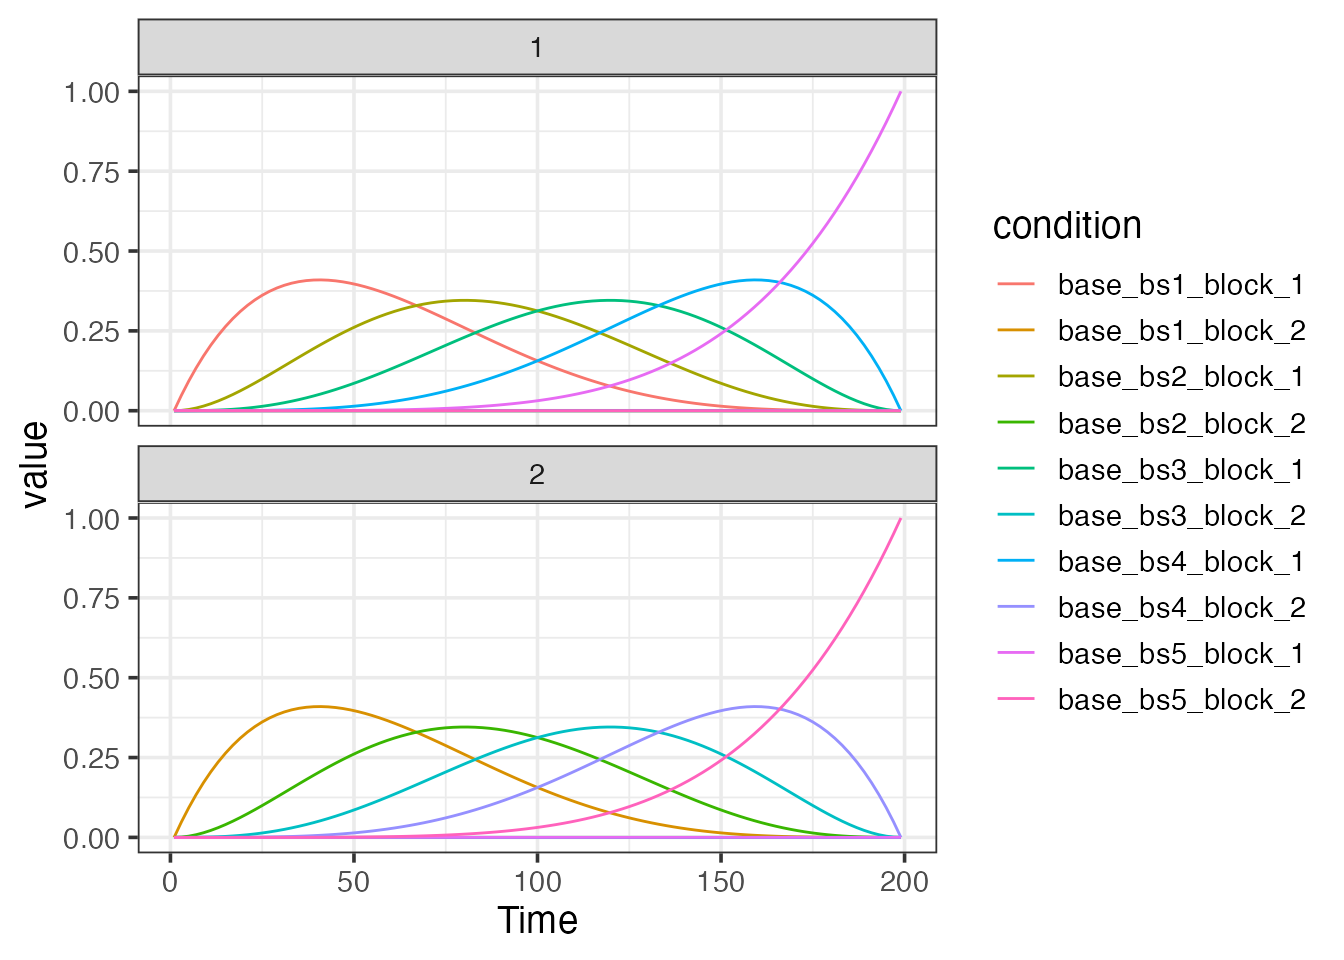 1
1.00
0.75
0.50
0.25
0.00
2
1.00
0.75
0.50
0.25
0.00
0 50 100 150 200
Time
value
condition
base_bs1_block_1
base_bs1_block_2
base_bs2_block_1
base_bs2_block_2
base_bs3_block_1
base_bs3_block_2
base_bs4_block_1
base_bs4_block_2
base_bs5_block_1
base_bs5_block_2